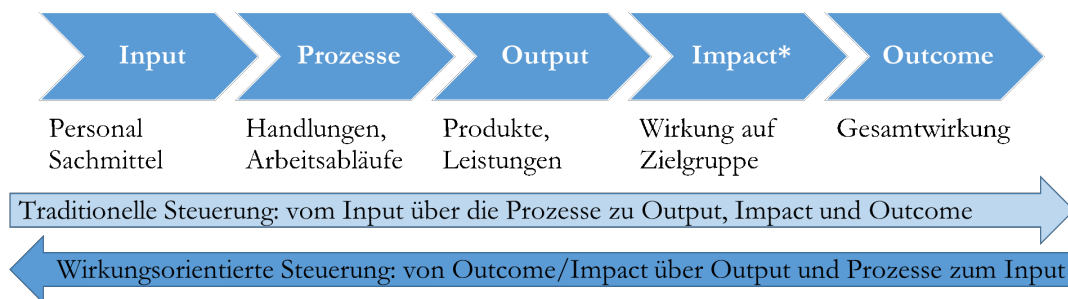 Input Prozesse Output Impact* Outcome
Personal Handlungen, Produkte, Wirkung auf Gesamtwirkung
Sachmittel Arbeitsabläufe Leistungen Zielgruppe
Traditionelle Steuerung: vom Input über die Prozesse zu Output, Impact und Outcome
Wirkungsorientierte Steuerung: von Outcome/Impact über Output und Prozesse zum Input